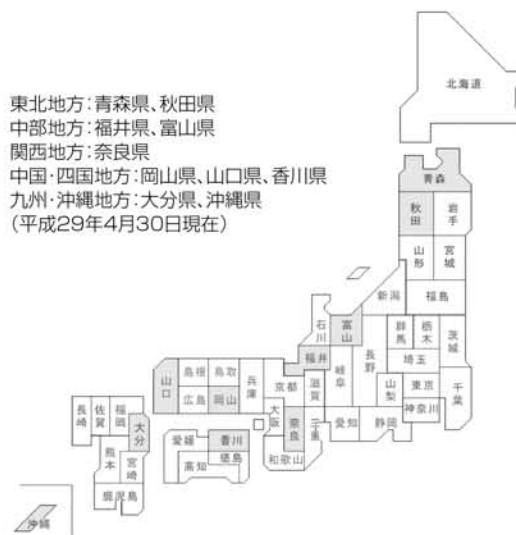 東北地方：青森県、秋田県
中部地方：福井県、富山県
関西地方：奈良県
中国・四国地方：岡山県、山口県、香川県
九州・沖縄地方：大分県、沖縄県
（平成29年4月30日現在）
北海道
青森
秋田
岩手
山形
宮城
新潟
福島
石川
富山
群馬
栃木
茨城
福井
岐阜
長野
埼玉
山口
島根
鳥取
兵庫
京都
滋賀
山梨
東京
千葉
広島
岡山
大阪
奈良
三重
愛知
静岡
神奈川
長崎
佐賀
福岡
大分
愛媛
香川
徳島
高知
和歌山
熊本
宮崎
鹿児島
沖縄